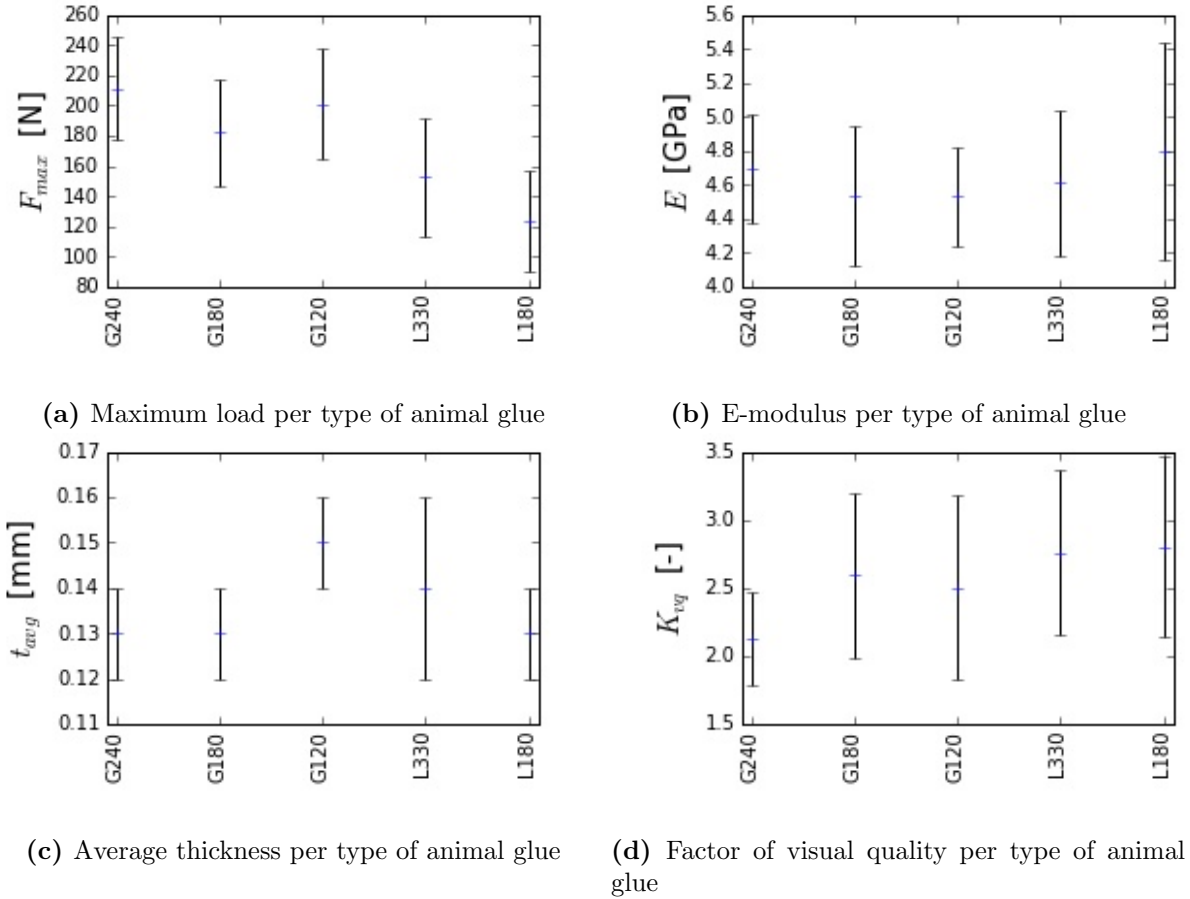 260
240
220
200
180
160
140
120
100
80
F_max [N]
G240
G180
G120
L330
L180
(a) Maximum load per type of animal glue
5.6
5.4
5.2
5.0
4.8
4.6
4.4
4.2
4.0
E [GPa]
G240
G180
G120
L330
L180
(b) E-modulus per type of animal glue
0.17
0.16
0.15
0.14
0.13
0.12
0.11
t_avg [mm]
G240
G180
G120
L330
L180
(c) Average thickness per type of animal glue
3.5
3.0
2.5
2.0
1.5
K_vq [-]
G240
G180
G120
L330
L180
(d) Factor of visual quality per type of animal
glue